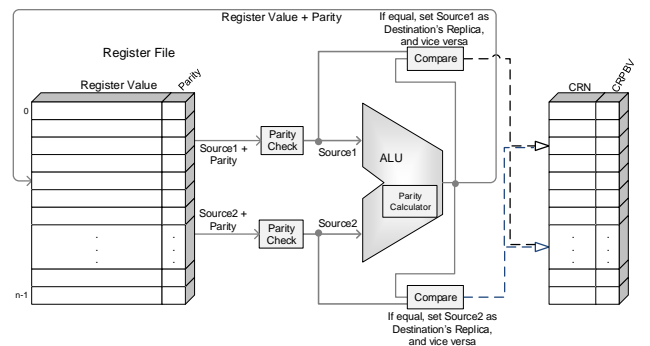 Register Value + Parity
If equal, set Source1 as
Destination's Replica,
and vice versa
Register File
Compare
Register Value
Parity
CRN
CRPBV
0
Parity
Check
Source1 +
Parity
Source1
ALU
Source2 +
Parity
Parity
Calculator
Parity
Check
Source2
n-1
Compare
If equal, set Source2 as
Destination's Replica,
and vice versa